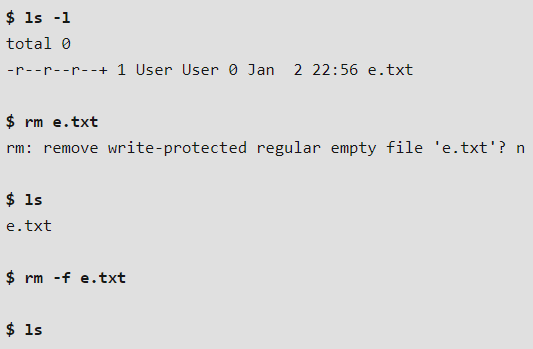 $ ls -l
total 0
-r--r--r--+ 1 User User 0 Jan  2 22:56 e.txt
$ rm e.txt
rm: remove write-protected regular empty file 'e.txt'? n
$ ls
e.txt
$ rm -f e.txt
$ ls